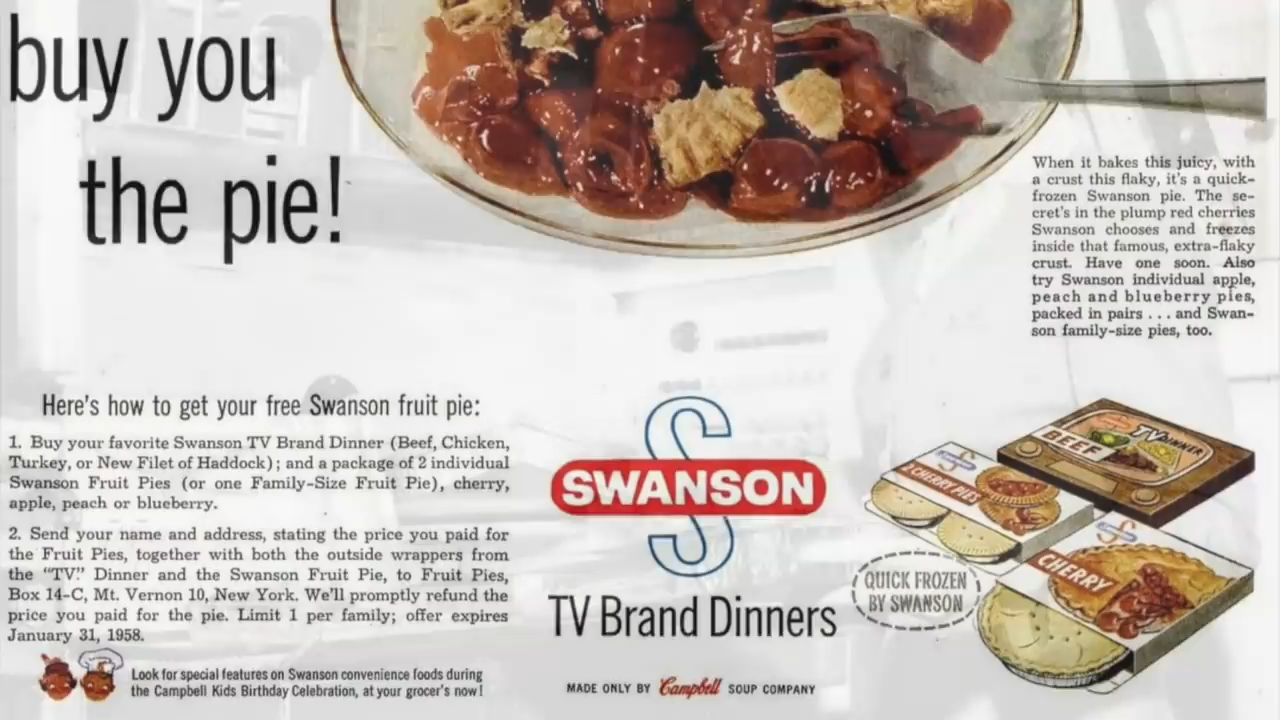 buy you
the pie!
When it bakes this juicy, with
a crust this flaky, it's a quick-
frozen Swanson pie. The se-
cret's in the plump red cherries
Swanson chooses and freezes
inside that famous, extra-flaky
crust. Have one soon. Also
try Swanson individual apple,
peach and blueberry pies,
packed in pairs . . . and Swan-
son family-size pies, too.
Here's how to get your free Swanson fruit pie:
1. Buy your favorite Swanson TV Brand Dinner (Beef, Chicken,
Turkey, or New Filet of Haddock); and a package of 2 individual
Swanson Fruit Pies (or one Family-Size Fruit Pie), cherry,
apple, peach or blueberry.
2. Send your name and address, stating the price you paid for
the Fruit Pies, together with both the outside wrappers from
the "TV" Dinner and the Swanson Fruit Pie, to Fruit Pies,
Box 14-C, Mt. Vernon 10, New York. We'll promptly refund the
price you paid for the pie. Limit 1 per family; offer expires
January 31, 1958.
Look for special features on Swanson convenience foods during
the Campbell Kids Birthday Celebration, at your grocer's now!
S
SWANSON
TV Brand Dinners
MADE ONLY BY Campbell SOUP COMPANY
TV DINNER
BEEF
2 CHERRY PIES
CHERRY
QUICK FROZEN
BY SWANSON